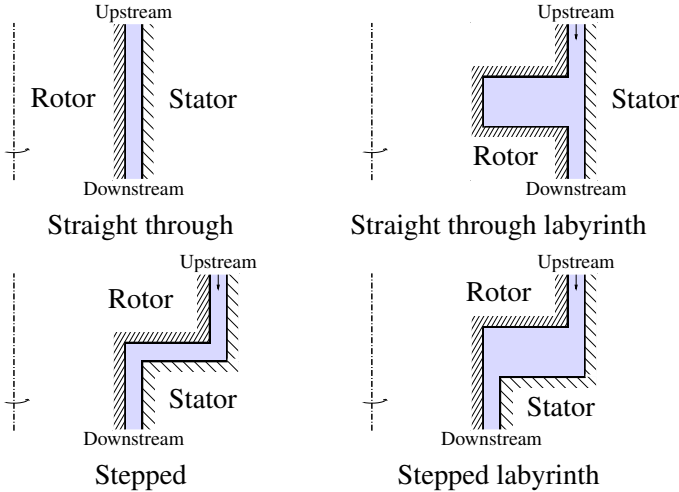 Upstream
Rotor
Stator
Downstream
Straight through
Upstream
Stator
Rotor
Downstream
Straight through labyrinth
Upstream
Rotor
Stator
Downstream
Stepped
Upstream
Rotor
Stator
Downstream
Stepped labyrinth